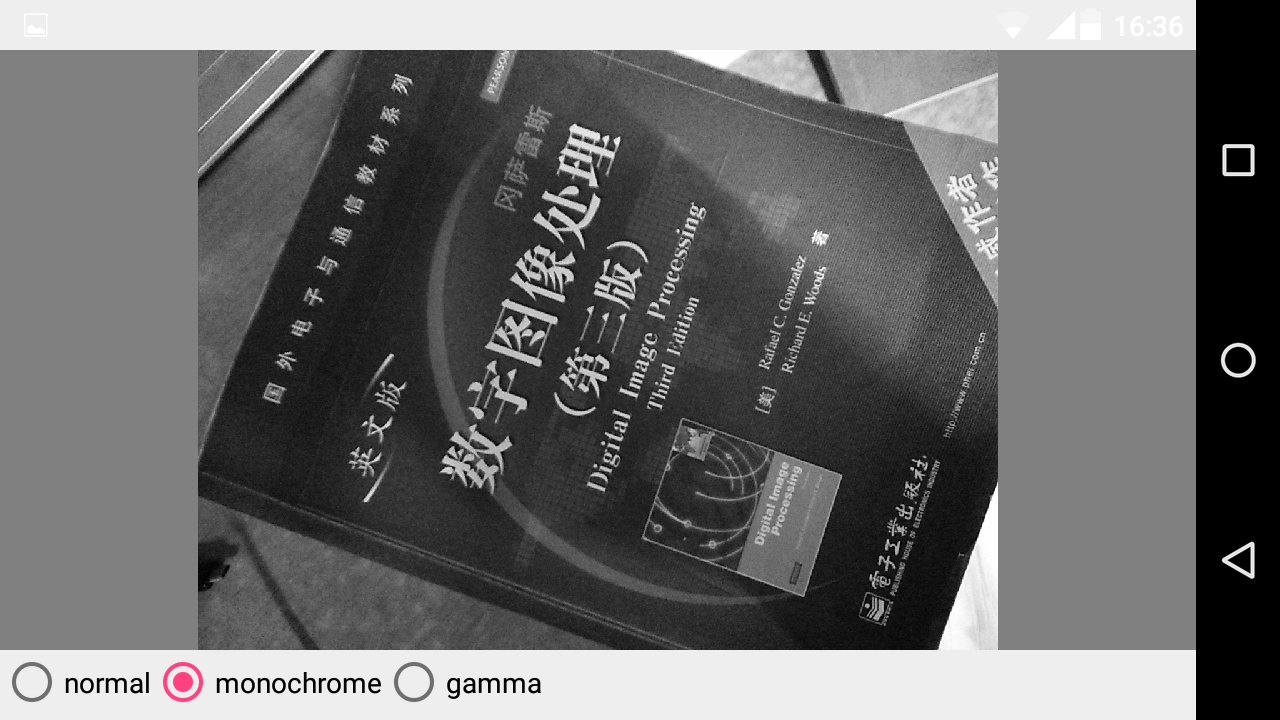 16:36
国外电子与通信教材系列
PEARSON
英文版
冈萨雷斯
数字图像处理
（第三版）
Digital Image Processing
Third Edition
[美] Rafael C. Gonzalez
Richard E. Woods 著
Digital Image
Processing
電子工業出版社.
PUBLISHING HOUSE OF ELECTRONICS INDUSTRY
http://www.phei.com.cn
normal monochrome gamma